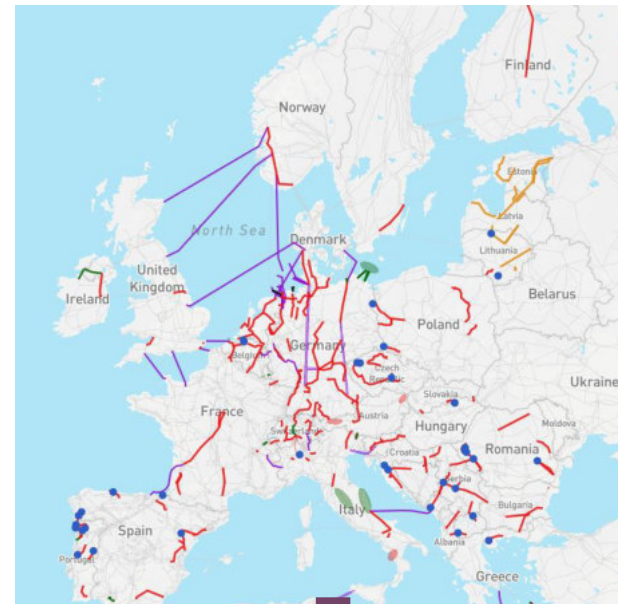 Finland
Norway
Estonia
North Sea
Latvia
Denmark
Lithuania
United
Kingdom
Ireland
Belarus
Poland
Germany
Belgium
Czech
Republic
Ukraine
Slovakia
Austria
Moldova
France
Switzerland
Hungary
Romania
Croatia
Serbia
Italy
Bulgaria
Spain
Albania
Portugal
Greece